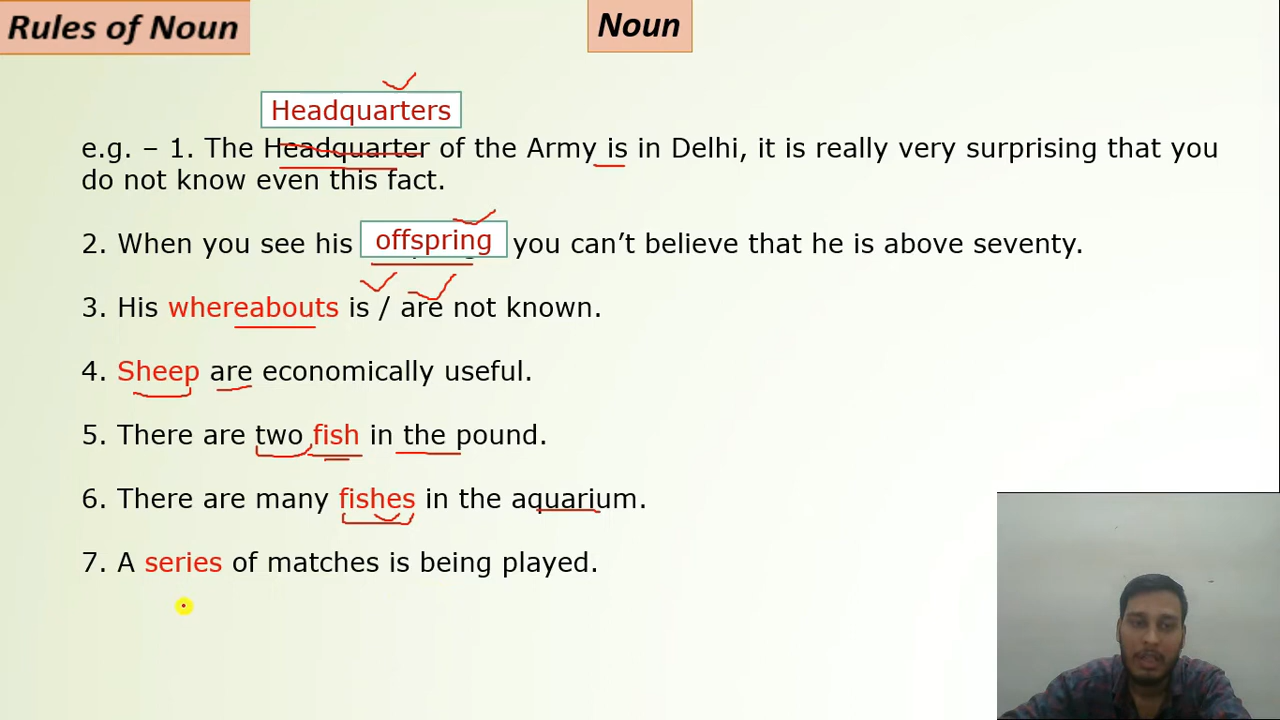 Rules of Noun
Noun
Headquarters
e.g. – 1. The Headquarter of the Army is in Delhi, it is really very surprising that you
do not know even this fact.
2. When you see his offspring you can’t believe that he is above seventy.
3. His whereabouts is / are not known.
4. Sheep are economically useful.
5. There are two fish in the pound.
6. There are many fishes in the aquarium.
7. A series of matches is being played.